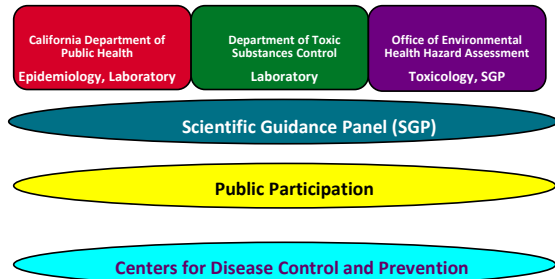 California Department of
Public Health
Epidemiology, Laboratory
Department of Toxic
Substances Control
Laboratory
Office of Environmental
Health Hazard Assessment
Toxicology, SGP
Scientific Guidance Panel (SGP)
Public Participation
Centers for Disease Control and Prevention